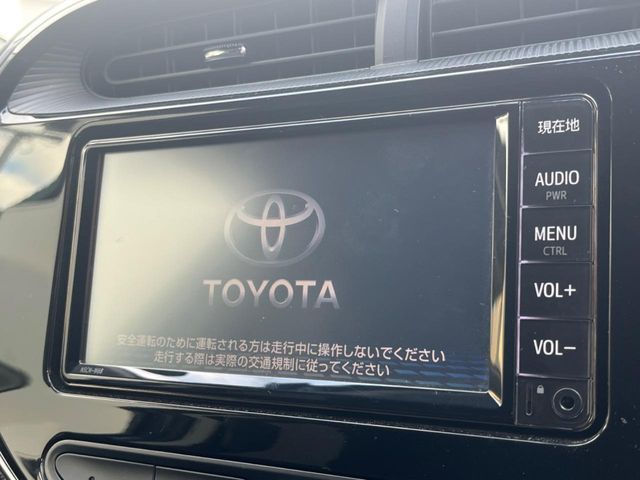 現在地
AUDIO
PWR
MENU
CTRL
VOL+
VOL−
TOYOTA
安全運転のために運転される方は走行中に操作しないでください
走行する際は実際の交通規制に従ってください
NSCN-W68